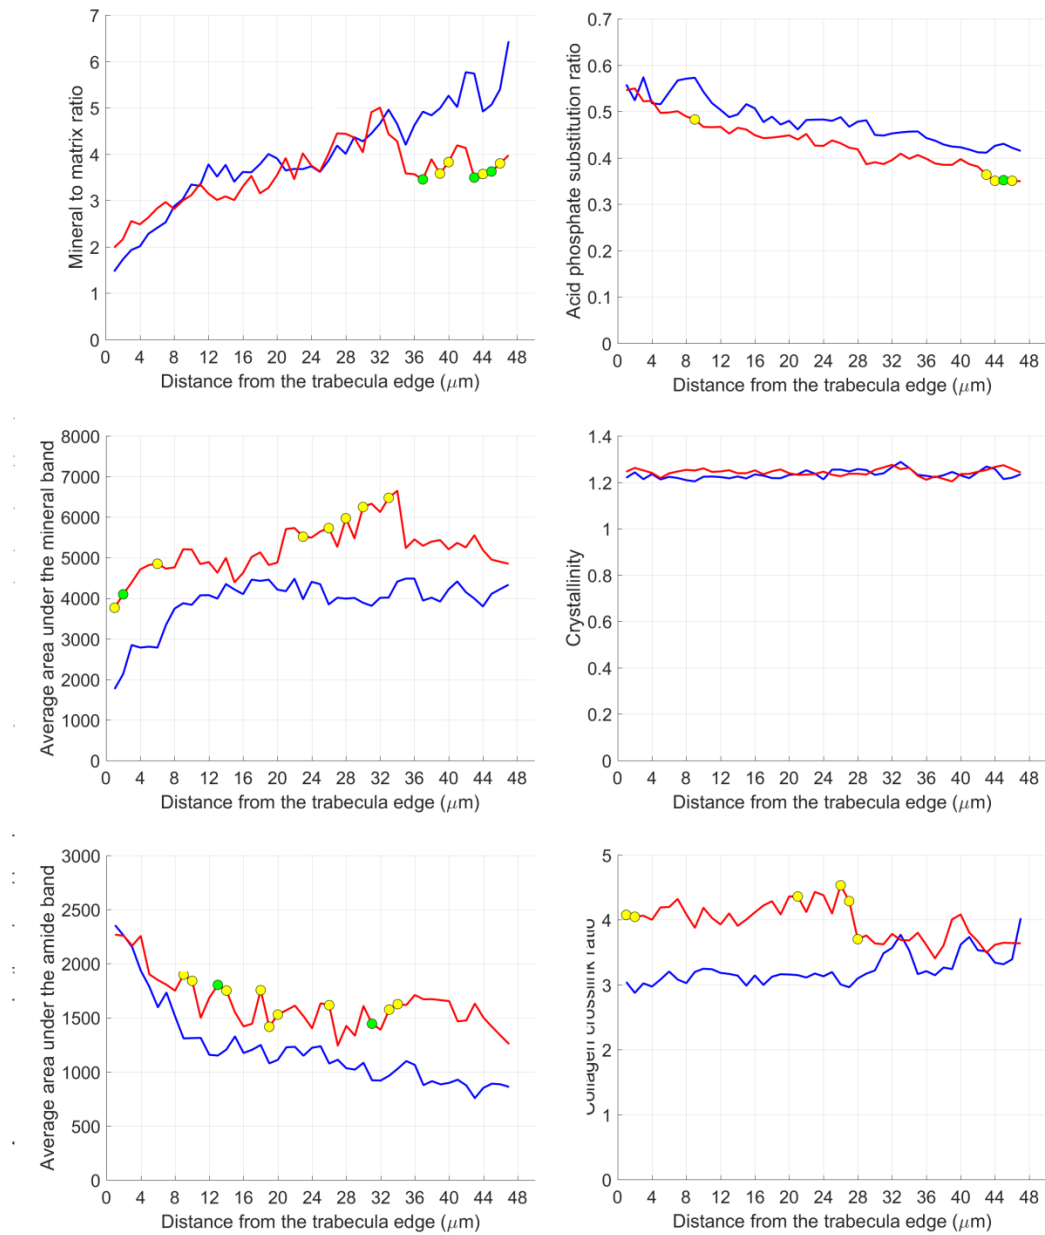 7
6
5
4
3
2
1
0
Mineral to matrix ratio
0 4 8 12 16 20 24 28 32 36 40 44 48
Distance from the trabecula edge (μm)
0.7
0.6
0.5
0.4
0.3
0.2
0.1
0
Acid phosphate substitution ratio
0 4 8 12 16 20 24 28 32 36 40 44 48
Distance from the trabecula edge (μm)
8000
7000
6000
5000
4000
3000
2000
1000
0
Average area under the mineral band
0 4 8 12 16 20 24 28 32 36 40 44 48
Distance from the trabecula edge (μm)
1.4
1.2
1
0.8
0.6
0.4
0.2
0
Crystallinity
0 4 8 12 16 20 24 28 32 36 40 44 48
Distance from the trabecula edge (μm)
3000
2500
2000
1500
1000
500
0
Average area under the amide band
0 4 8 12 16 20 24 28 32 36 40 44 48
Distance from the trabecula edge (μm)
5
4
3
2
1
0
Collagen crosslink ratio
0 4 8 12 16 20 24 28 32 36 40 44 48
Distance from the trabecula edge (μm)